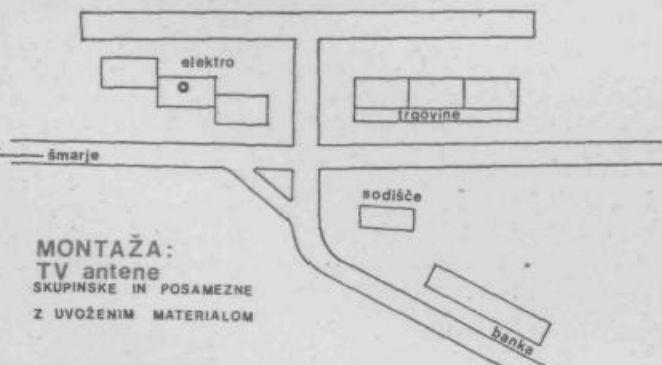 elektro
trgovine
šmarje
sodišče
MONTAŽA:
TV antene
SKUPINSKE IN POSAMEZNE
Z UVOŽENIM MATERIALOM
banka